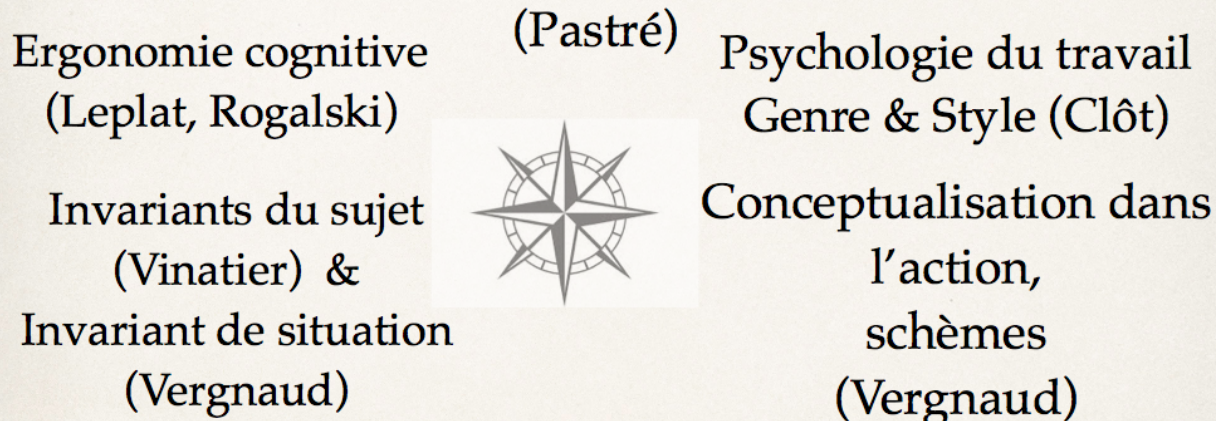 (Pastré)
Ergonomie cognitive
(Leplat, Rogalski)
Psychologie du travail
Genre & Style (Clôt)
Invariants du sujet
(Vinatier) &
Invariant de situation
(Vergnaud)
Conceptualisation dans
l'action,
schèmes
(Vergnaud)